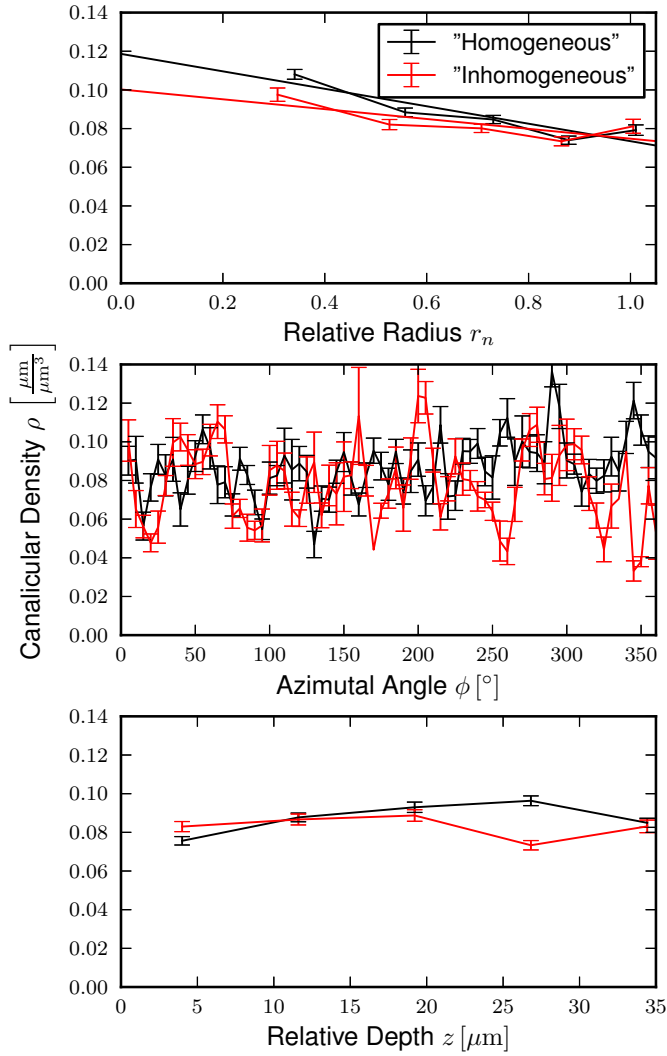 0.14
"Homogeneous"
0.12
"Inhomogeneous"
0.10
0.08
0.06
0.04
0.02
0.00
0.0 0.2 0.4 0.6 0.8 1.0
Relative Radius r_n
Canalicular Density ρ [μm/μm³]
0.14
0.12
0.10
0.08
0.06
0.04
0.02
0.00
0 50 100 150 200 250 300 350
Azimutal Angle ϕ [°]
0.14
0.12
0.10
0.08
0.06
0.04
0.02
0.00
0 5 10 15 20 25 30 35
Relative Depth z [μm]